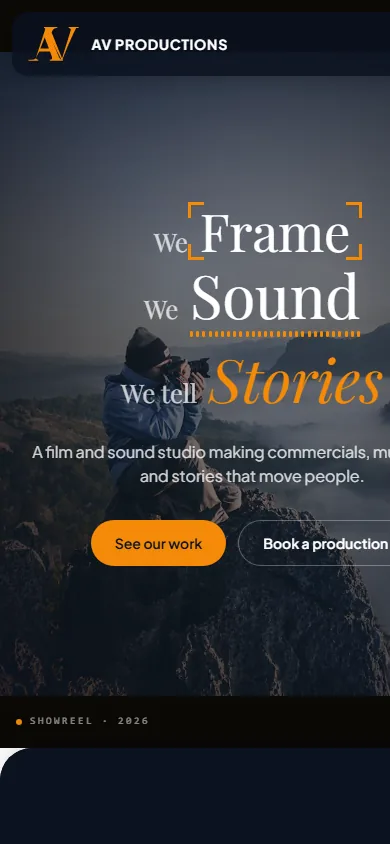 AV AV PRODUCTIONS
We Frame
We Sound
We tell Stories
A film and sound studio making commercials,
and stories that move people.
See our work
Book a production
SHOWREEL · 2026